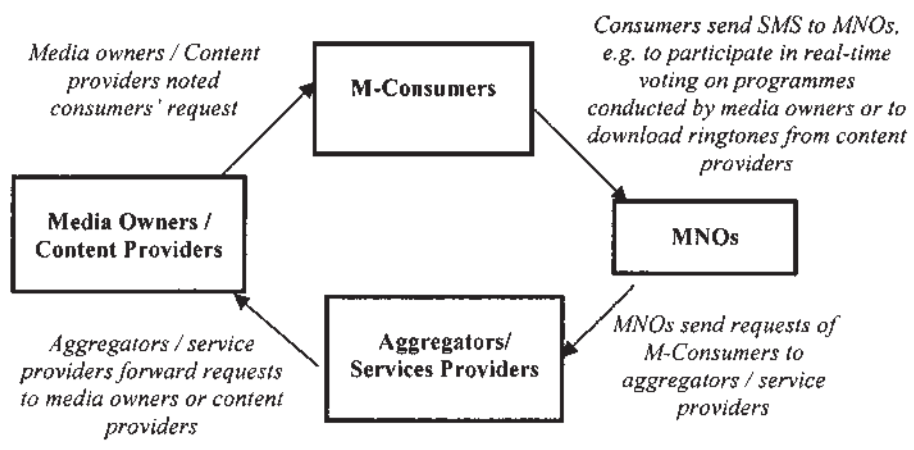 Media owners / Content
providers noted
consumers' request
M-Consumers
Consumers send SMS to MNOs,
e.g. to participate in real-time
voting on programmes
conducted by media owners or to
download ringtones from content
providers
Media Owners /
Content Providers
MNOs
Aggregators / service
providers forward requests
to media owners or content
providers
Aggregators/
Services Providers
MNOs send requests of
M-Consumers to
aggregators / service
providers